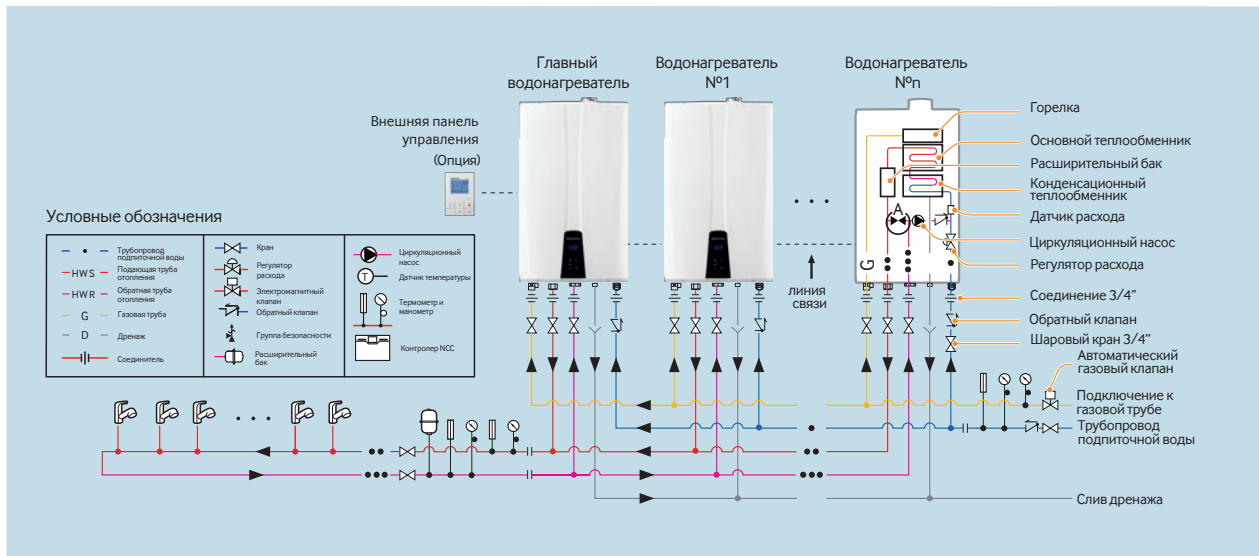 Главный
водонагреватель
Водонагреватель
№1
Водонагреватель
№n
Внешняя панель
управления
(Опция)
Горелка
Основной теплообменник
Расширительный бак
Конденсационный
теплообменник
Датчик расхода
Циркуляционный насос
Регулятор расхода
Соединение 3/4"
Обратный клапан
Шаровый кран 3/4"
Автоматический
газовый клапан
Подключение к
газовой трубе
Трубопровод
подпиточной воды
Слив дренажа
A
G
линия
связи
Условные обозначения
Трубопровод
подпиточной воды
HWS
Подающая труба
отопления
HWR
Обратная труба
отопления
G
Газовая труба
D
Дренаж
Соединитель
Кран
Регулятор
расхода
Электромагнитный
клапан
Обратный клапан
Группа безопасности
Расширительный
бак
Циркуляционный
насос
T
Датчик температуры
Термометр и
манометр
Контролер NCC